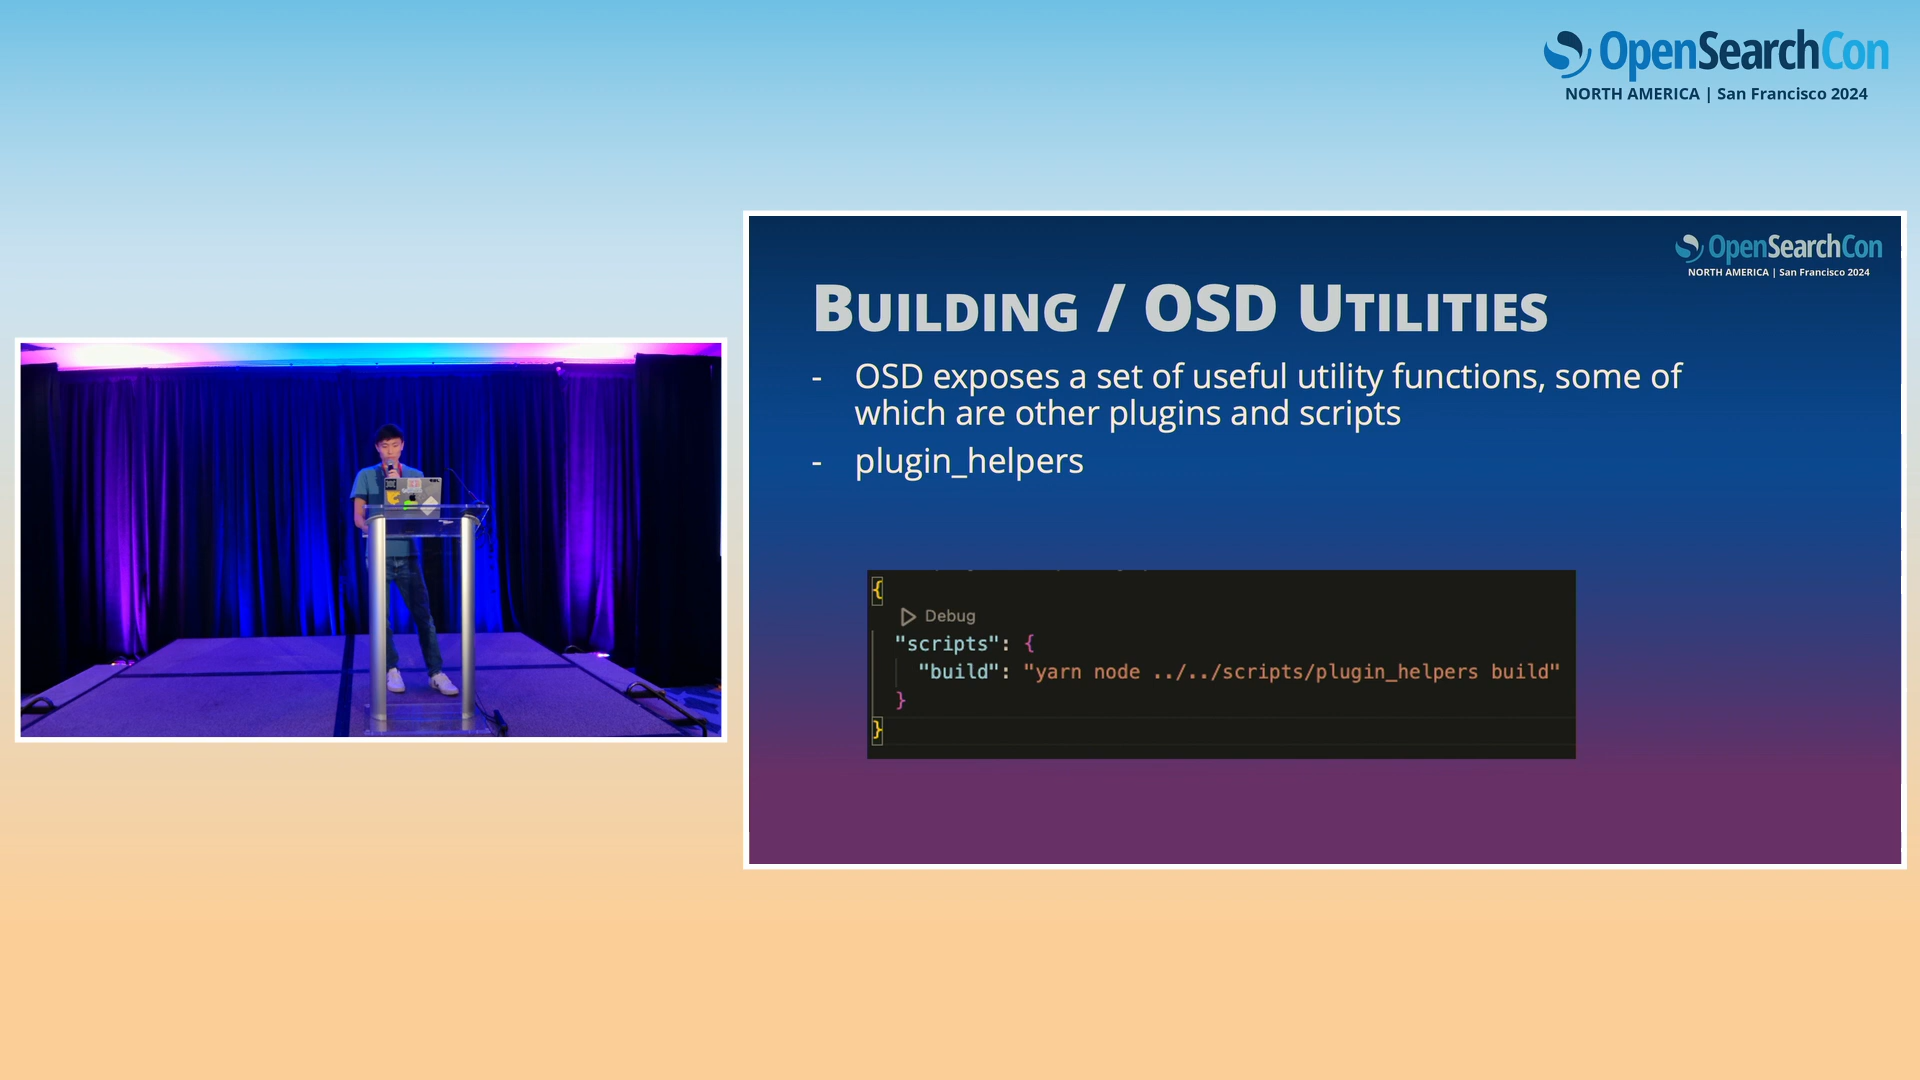 OpenSearchCon
NORTH AMERICA | San Francisco 2024
OpenSearchCon
NORTH AMERICA | San Francisco 2024
BUILDING / OSD UTILITIES
- OSD exposes a set of useful utility functions, some of
which are other plugins and scripts
- plugin_helpers
{
Debug
"scripts": {
"build": "yarn node ../../scripts/plugin_helpers build"
}
}